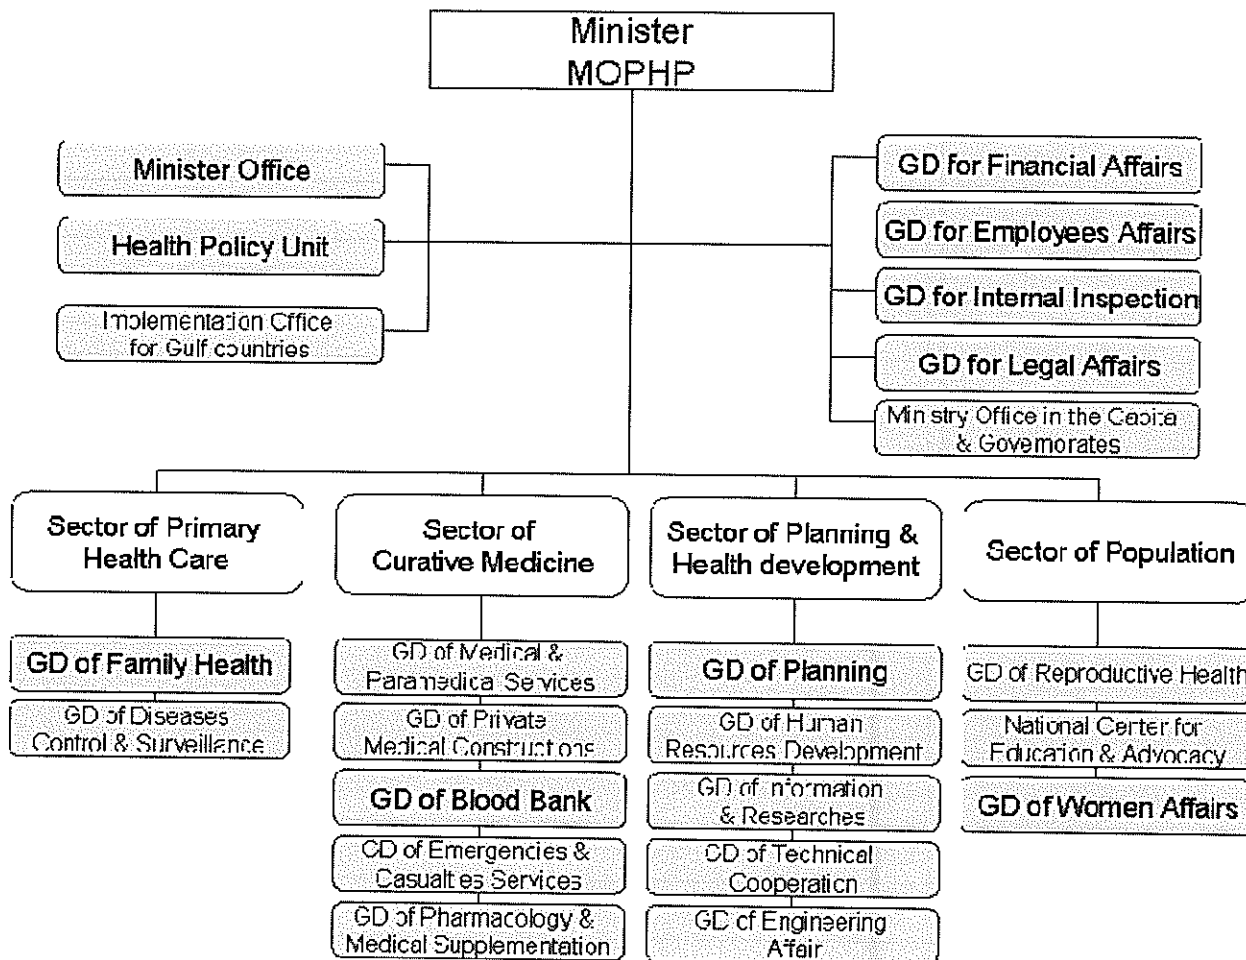 Minister
MOPHP
Minister Office
Health Policy Unit
Implementation Office
for Gulf countries
GD for Financial Affairs
GD for Employees Affairs
GD for Internal Inspection
GD for Legal Affairs
Ministry Office in the Capital
& Governorates
Sector of Primary
Health Care
GD of Family Health
GD of Diseases
Control & Surveillance
Sector of
Curative Medicine
GD of Medical &
Paramedical Services
GD of Private
Medical Constructions
GD of Blood Bank
GD of Emergencies &
Casualties Services
GD of Pharmacology &
Medical Supplementation
Sector of Planning &
Health development
GD of Planning
GD of Human
Resources Development
GD of Information
& Researches
GD of Technical
Cooperation
GD of Engineering
Affair
Sector of Population
GD of Reproductive Health
National Center for
Education & Advocacy
GD of Women Affairs